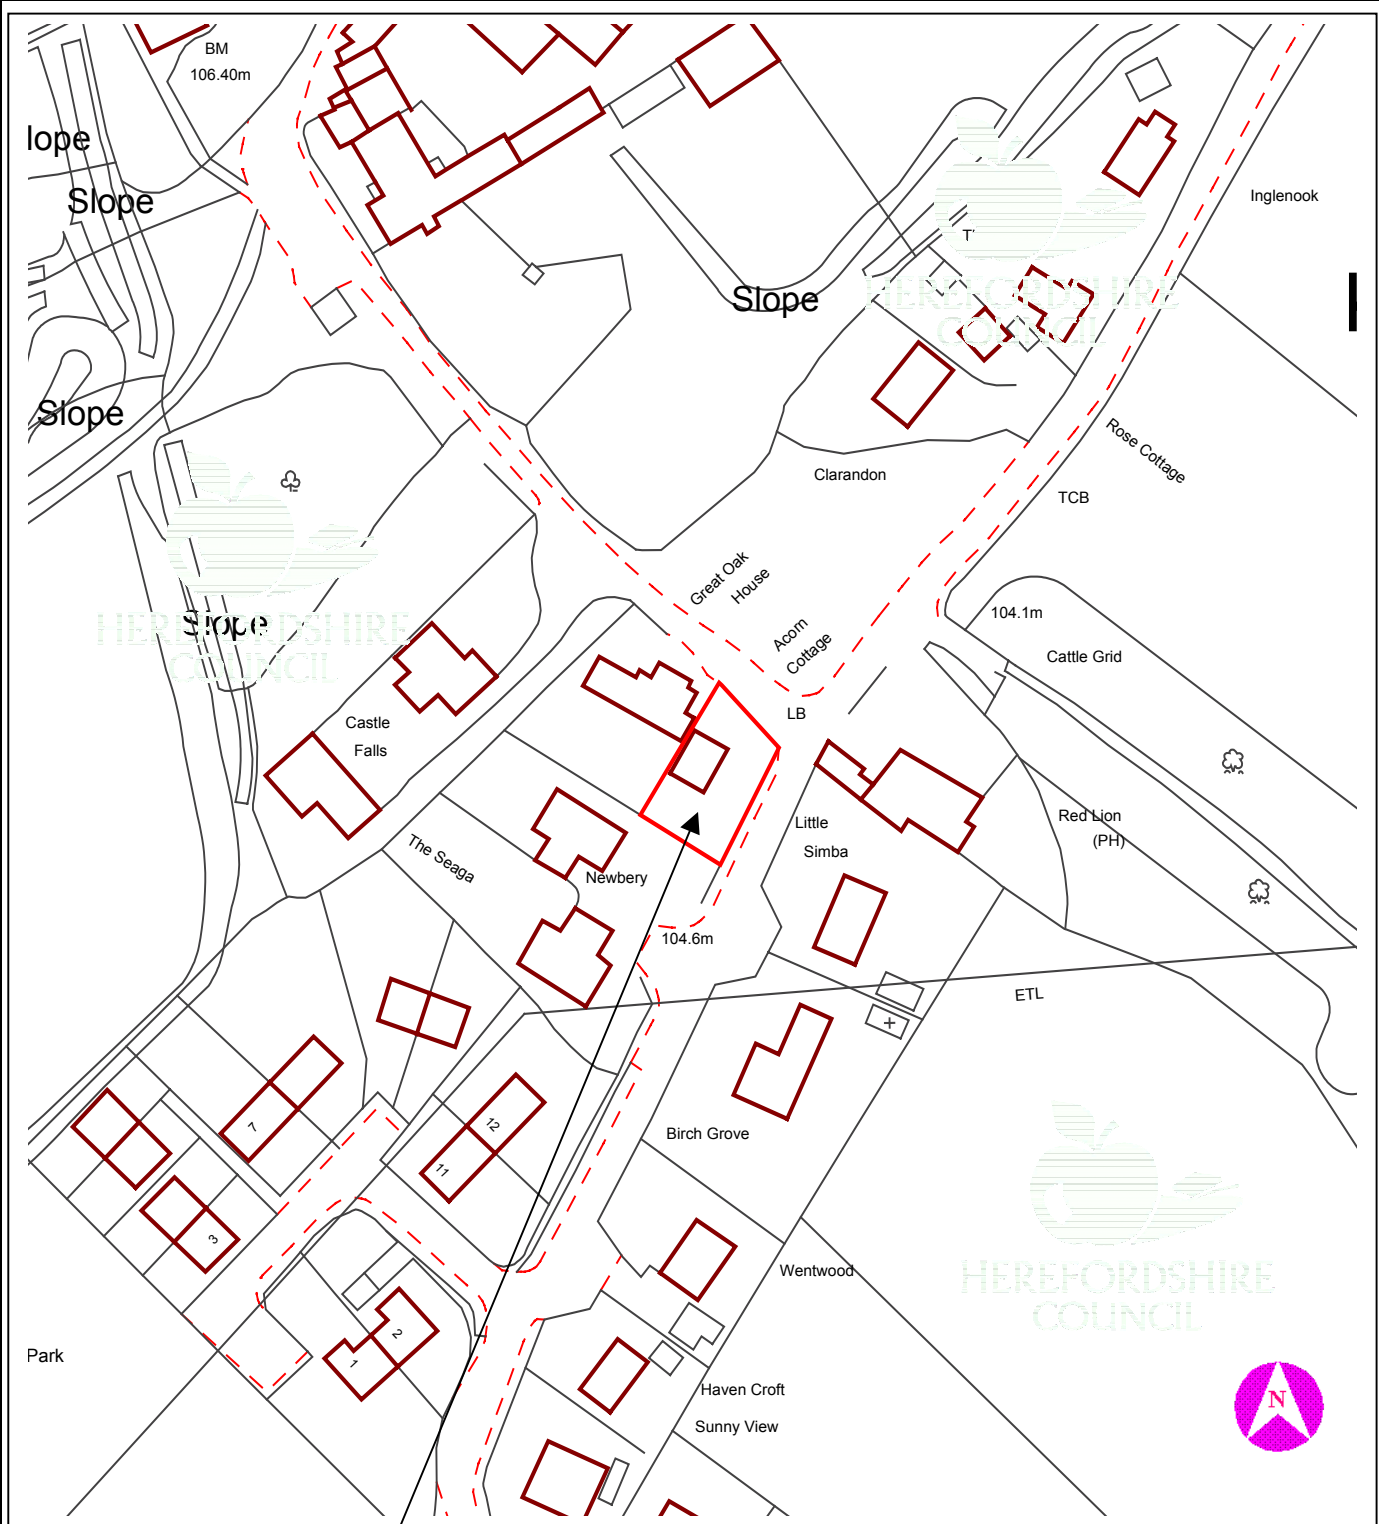 BM
106.40m
lope
Slope
Inglenook
T'
HEREFORDSHIRE
COUNCIL
Slope
Slope
Rose Cottage
Clarandon
TCB
Great Oak
House
104.1m
HEREFORDSHIRE
COUNCIL
Slope
Acorn
Cottage
Cattle Grid
LB
Castle
Falls
Red Lion
(PH)
Little
Simba
The Seaga
Newbery
104.6m
ETL
7
12
11
Birch Grove
3
Wentwood
HEREFORDSHIRE
COUNCIL
2
1
Park
Haven Croft
Sunny View
N